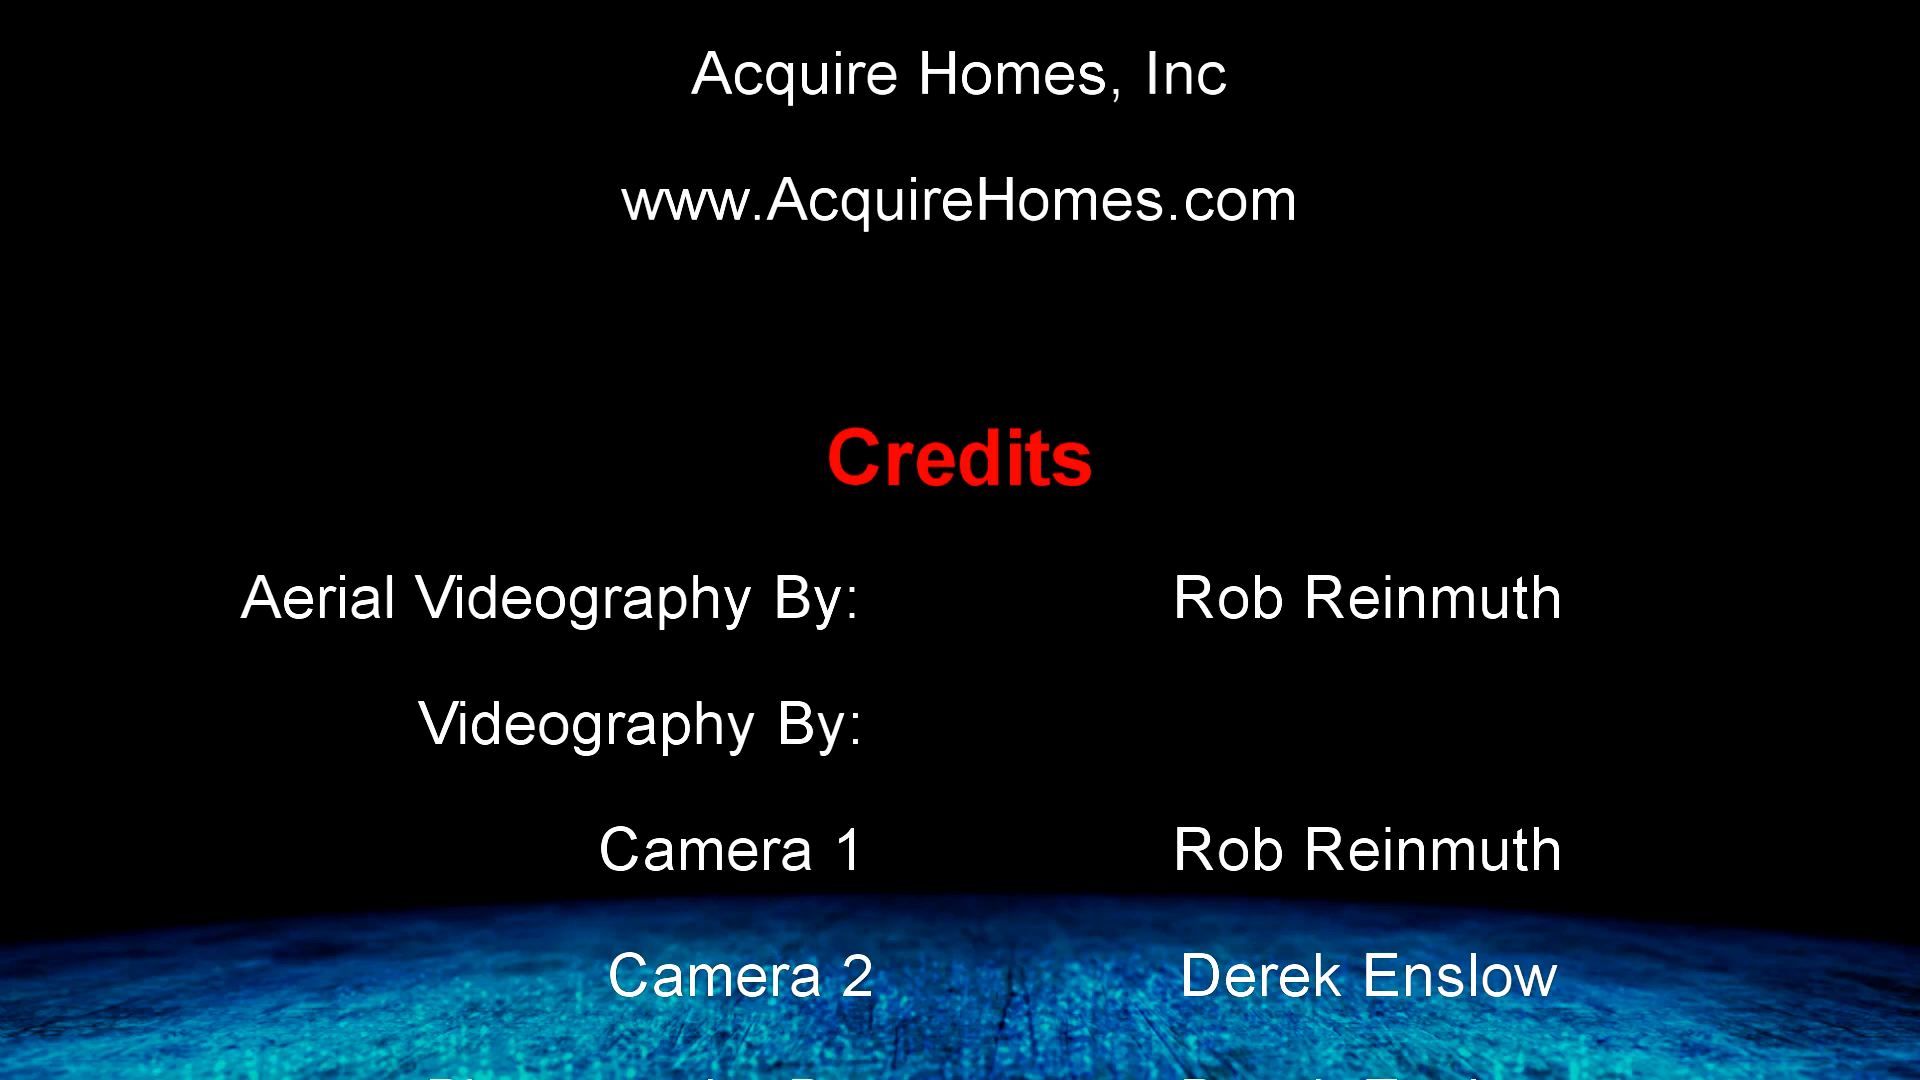 Acquire Homes, Inc
www.AcquireHomes.com
Credits
Aerial Videography By: Rob Reinmuth
Videography By:
Camera 1 Rob Reinmuth
Camera 2 Derek Enslow